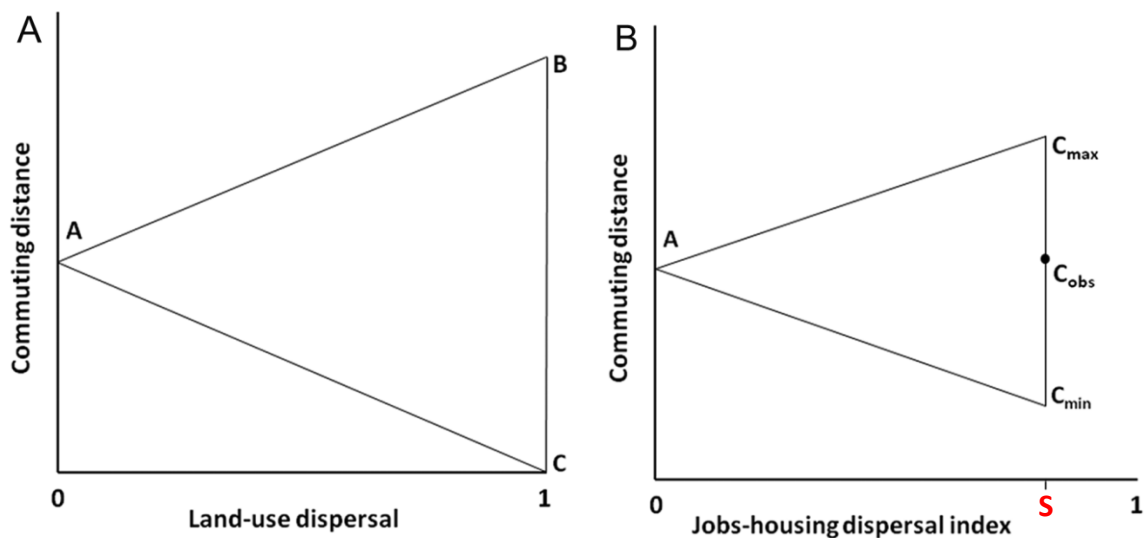 A
B
A
Commuting distance
C
0
1
Land-use dispersal
B
Cmax
A
Cobs
Commuting distance
Cmin
0
S
1
Jobs-housing dispersal index